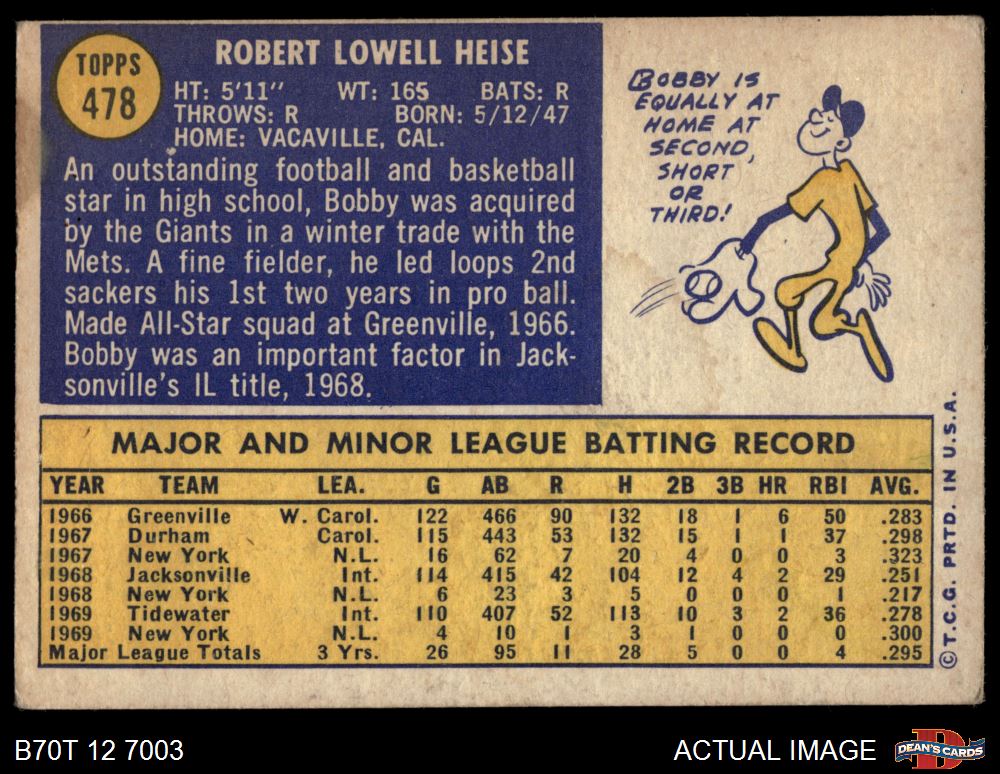 TOPPS
478
ROBERT LOWELL HEISE
HT: 5'11" WT: 165 BATS: R
THROWS: R BORN: 5/12/47
HOME: VACAVILLE, CAL.
An outstanding football and basketball
star in high school, Bobby was acquired
by the Giants in a winter trade with the
Mets. A fine fielder, he led loops 2nd
sackers his 1st two years in pro ball.
Made All-Star squad at Greenville, 1966.
Bobby was an important factor in Jack-
sonville's IL title, 1968.
BOBBY IS
EQUALLY AT
HOME AT
SECOND,
SHORT
OR
THIRD!
MAJOR AND MINOR LEAGUE BATTING RECORD
YEAR TEAM LEA. G AB R H 2B 3B HR RBI AVG.
1966 Greenville W. Carol. 122 466 90 132 18 1 6 50 .283
1967 Durham Carol. 115 443 53 132 15 1 1 37 .298
1967 New York N.L. 16 62 7 20 4 0 0 3 .323
1968 Jacksonville Int. 114 415 42 104 12 4 2 29 .251
1968 New York N.L. 6 23 3 5 0 0 0 1 .217
1969 Tidewater Int. 110 407 52 113 10 3 2 36 .278
1969 New York N.L. 4 10 1 3 1 0 0 0 .300
Major League Totals 3 Yrs. 26 95 11 28 5 0 0 4 .295
©T.C.G. PRTD. IN U.S.A.
B70T 12 7003
ACTUAL IMAGE
DEAN'S CARDS